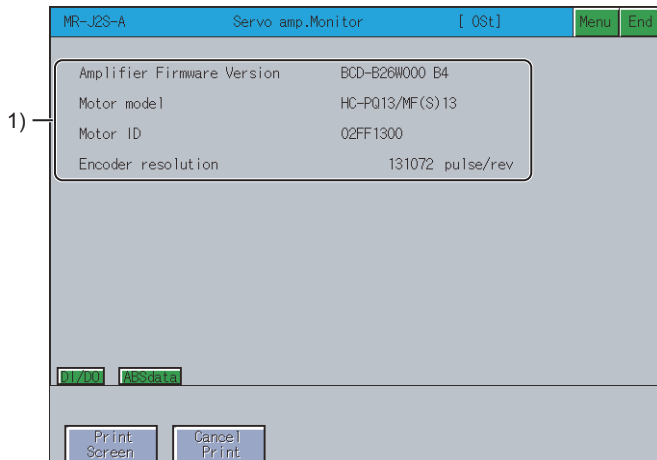 MR-J2S-A Servo amp.Monitor [ 0St] Menu End
Amplifier Firmware Version BCD-B26W000 B4
Motor model HC-PQ13/MF(S)13
1)
Motor ID 02FF1300
Encoder resolution 131072 pulse/rev
DI/DO ABSdata
Print Cancel
Screen Print